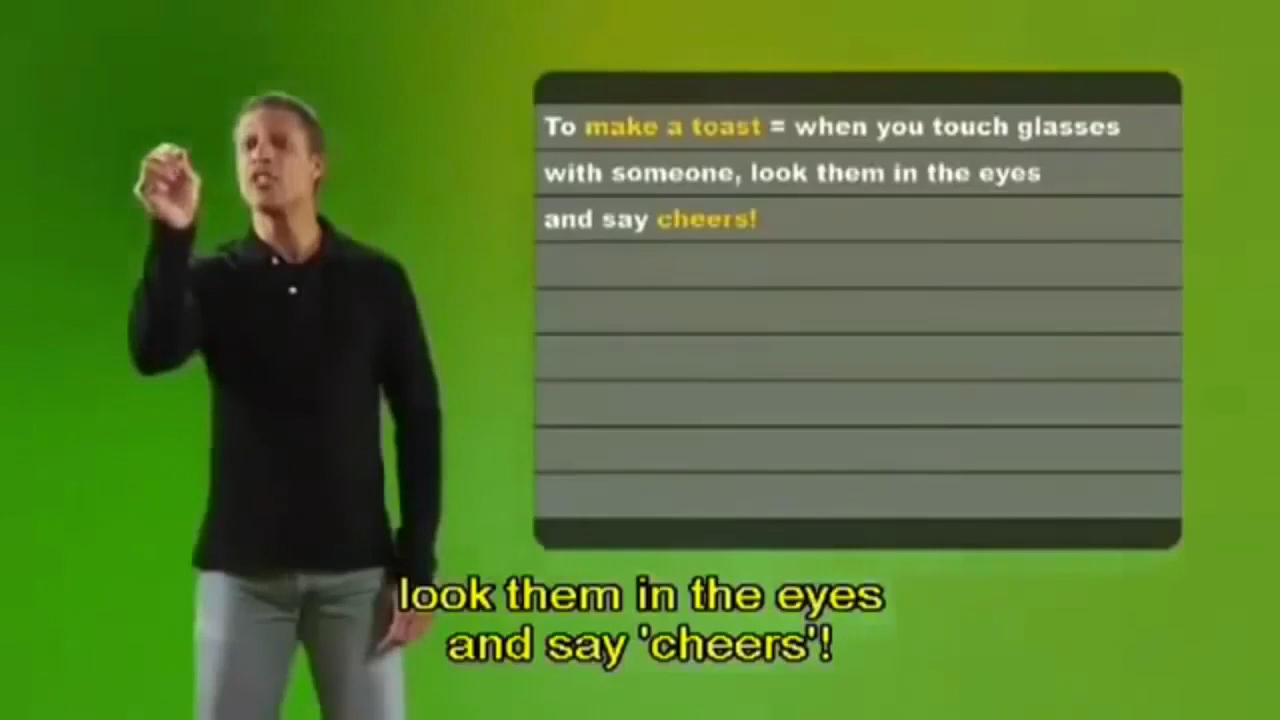 To make a toast = when you touch glasses
with someone, look them in the eyes
and say cheers!
look them in the eyes
and say 'cheers'!